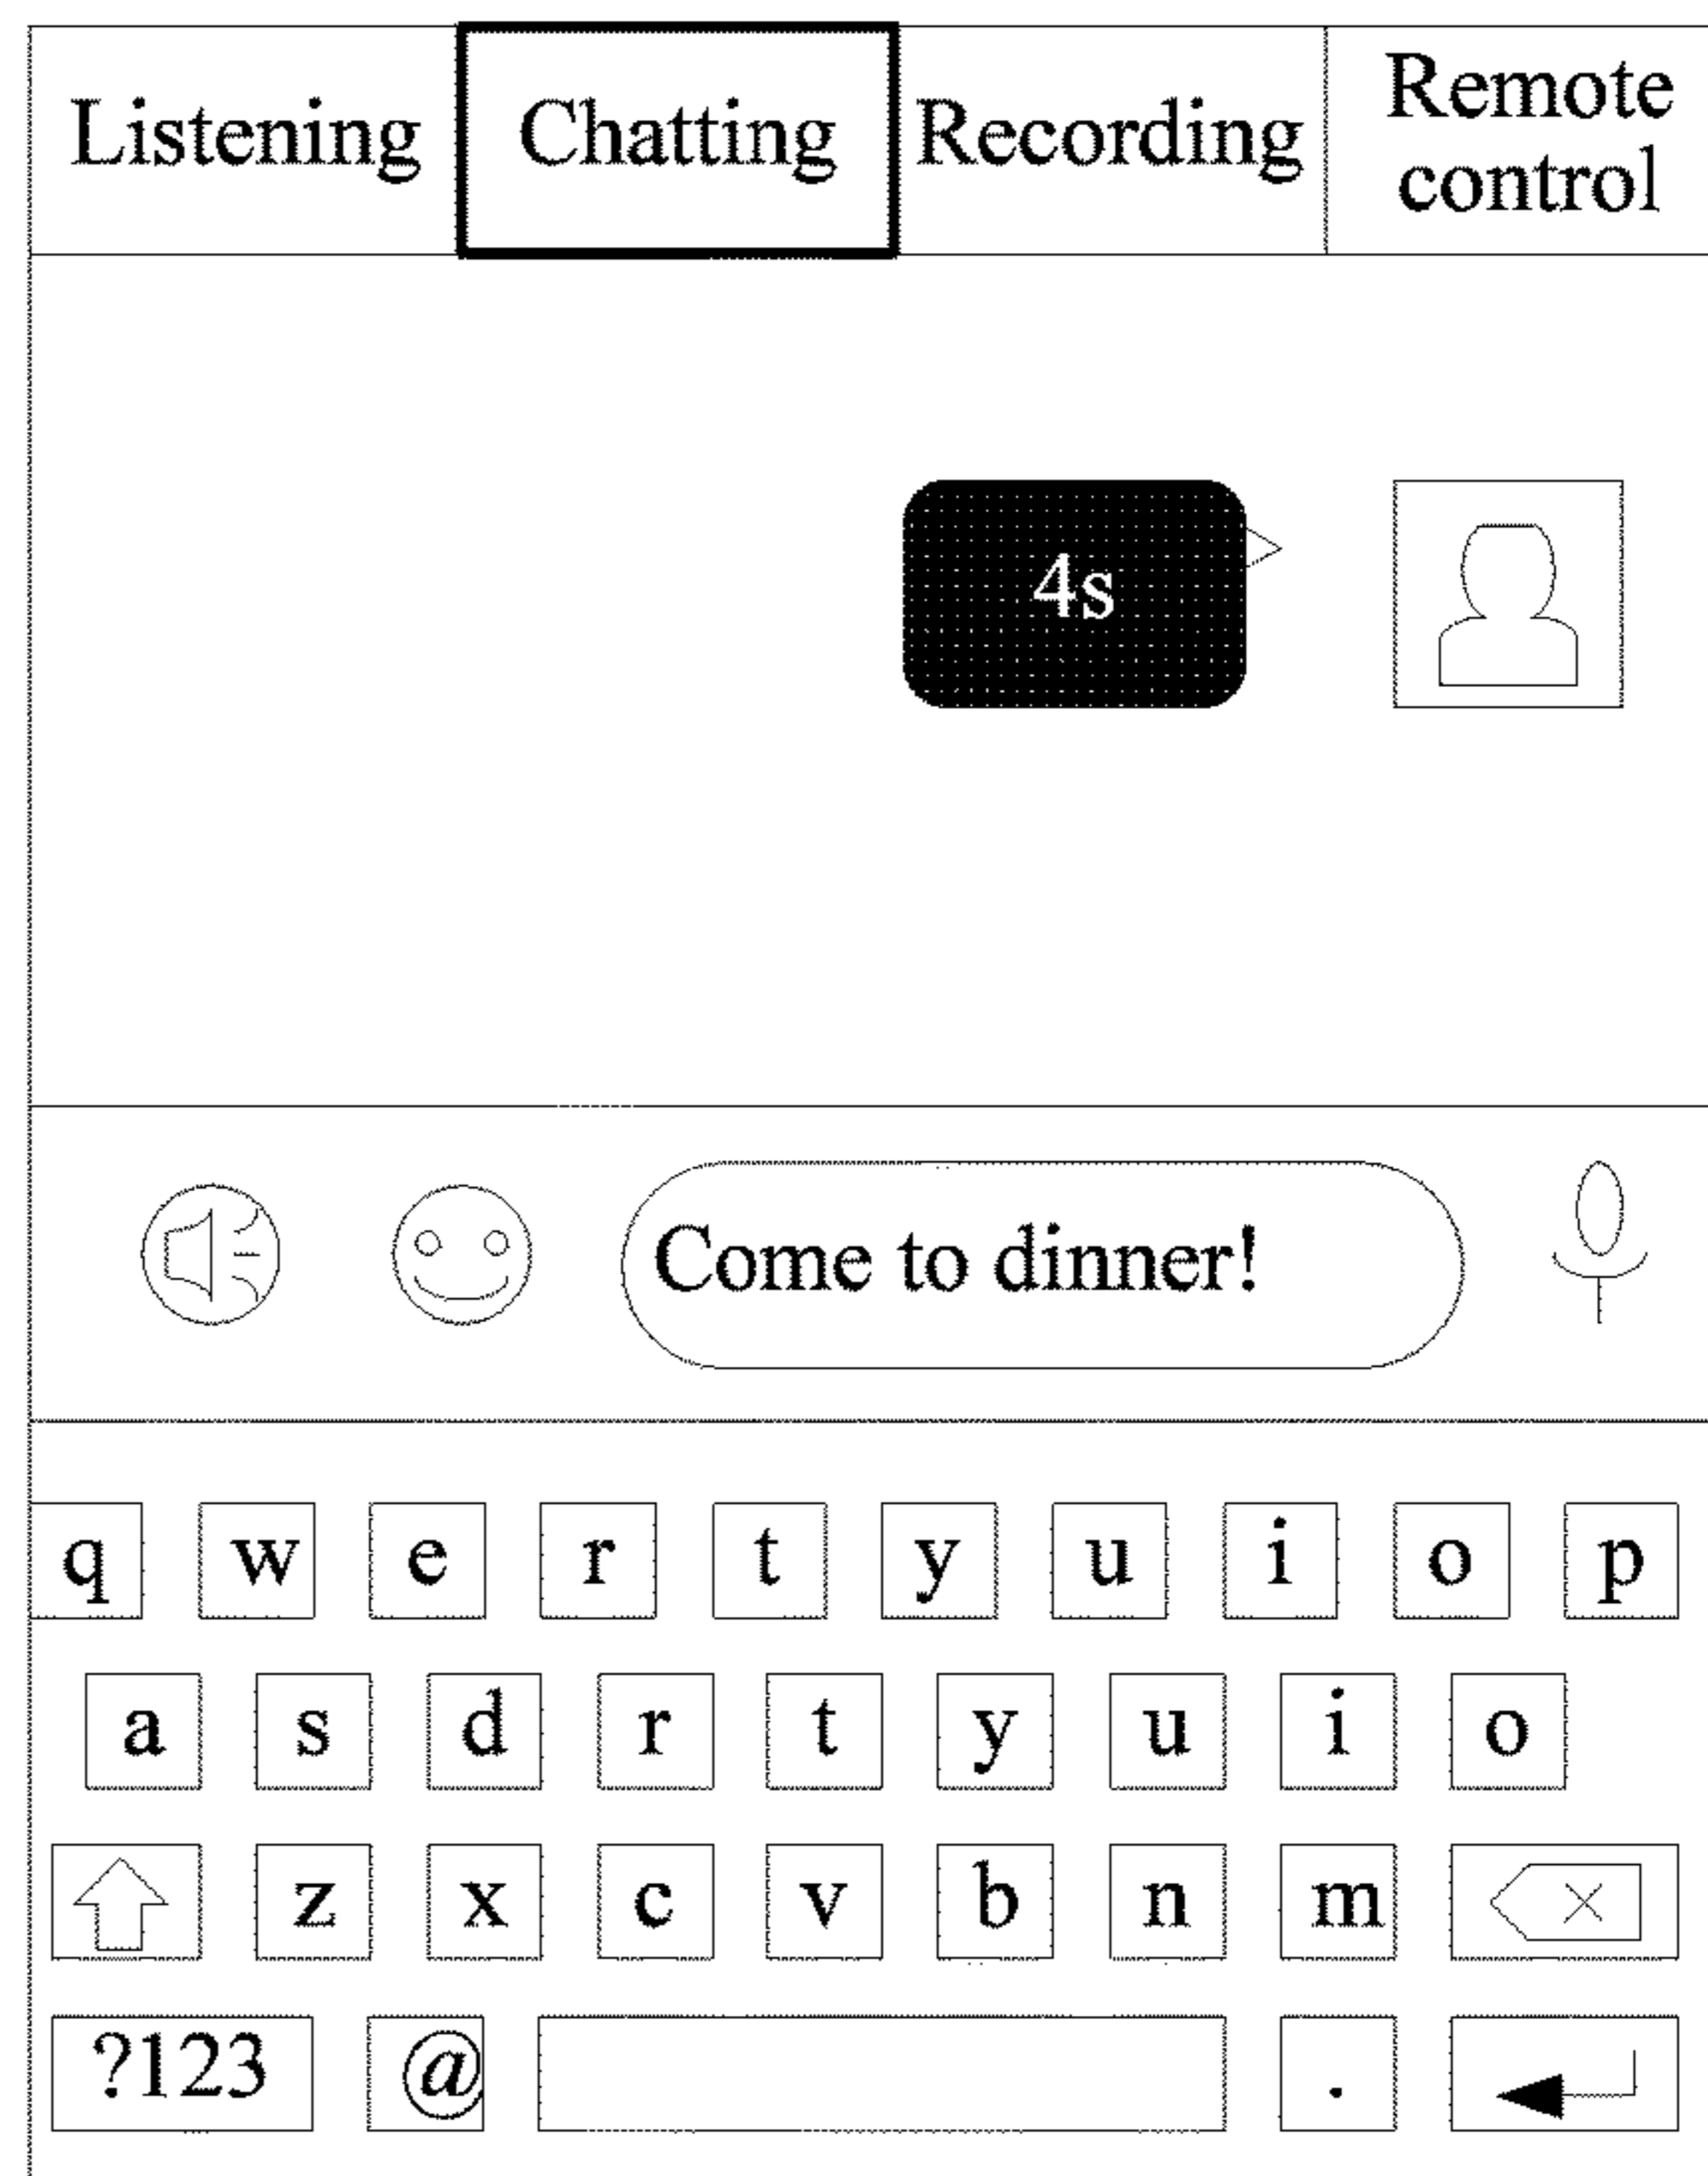 Listening Chatting Recording Remote control
4s
Come to dinner!
q w e r t y u i o p
a s d r t y u i o
z x c v b n m
?123 @ .